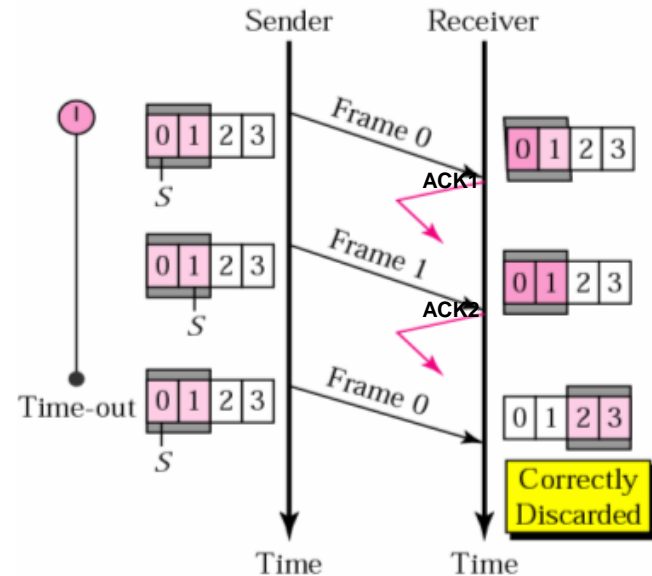 Sender
Receiver
0 1 2 3
S
Frame 0
0 1 2 3
ACK1
0 1 2 3
S
Frame 1
0 1 2 3
ACK2
Time-out
0 1 2 3
S
Frame 0
0 1 2 3
Correctly
Discarded
Time
Time